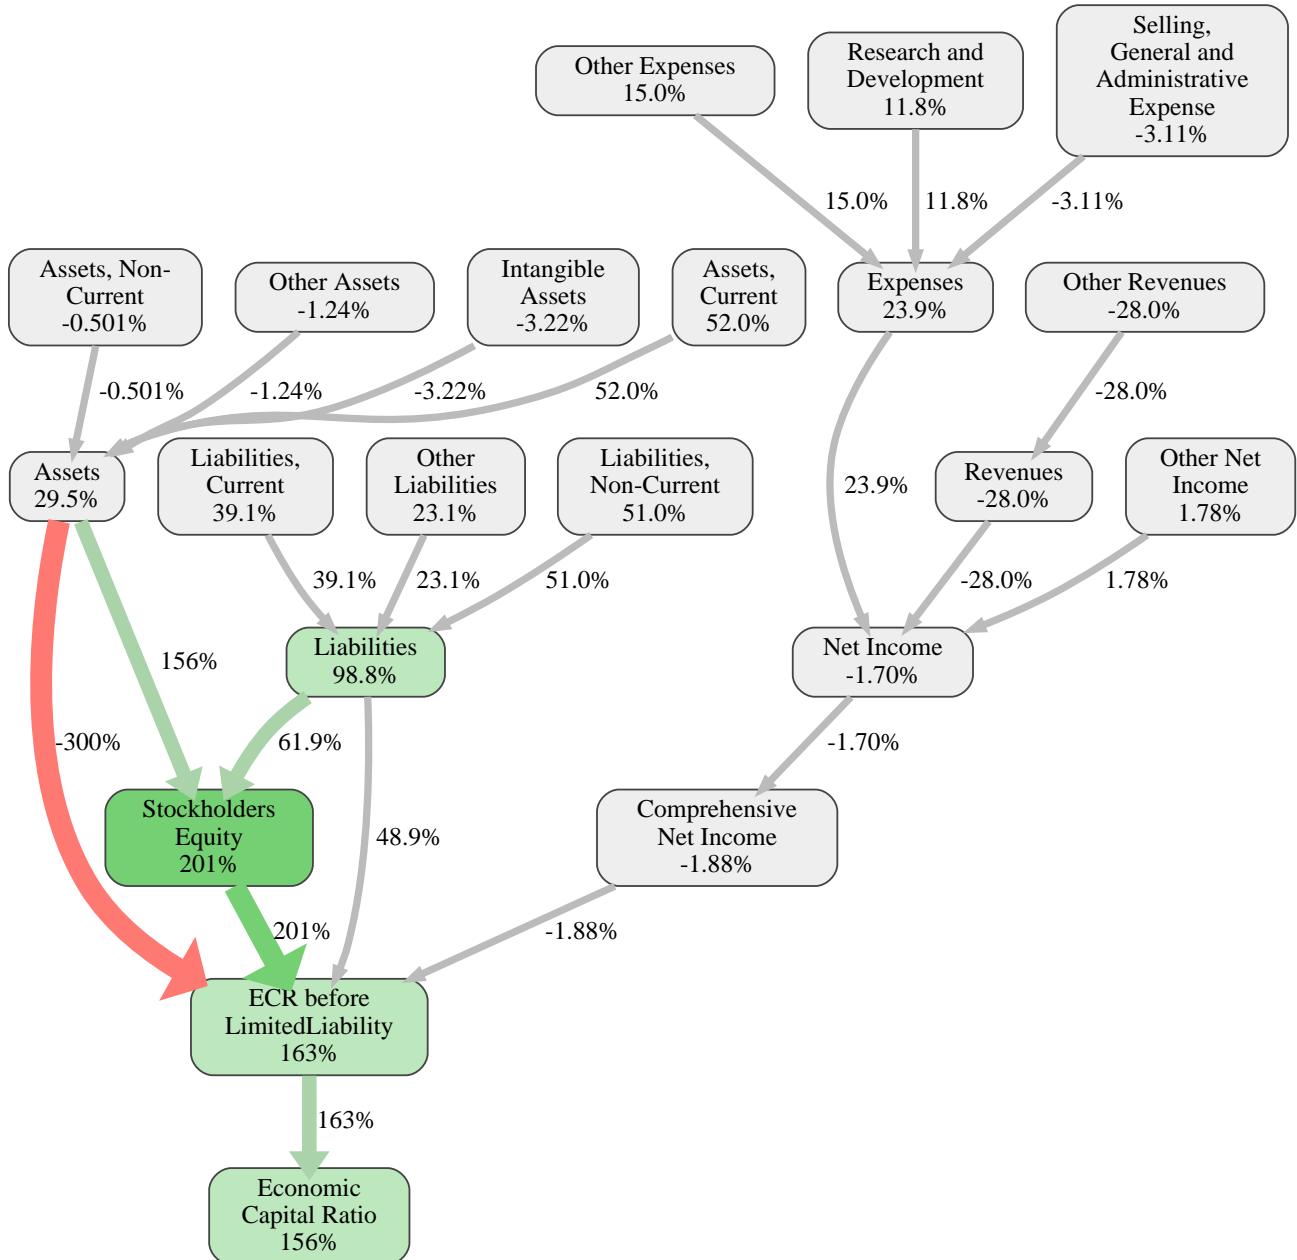 Other Expenses
15.0%
Research and
Development
11.8%
Selling,
General and
Administrative
Expense
-3.11%
15.0%
11.8%
-3.11%
Assets, Non-
Current
-0.501%
Other Assets
-1.24%
Intangible
Assets
-3.22%
Assets,
Current
52.0%
Expenses
23.9%
Other Revenues
-28.0%
-0.501%
-1.24%
-3.22%
52.0%
-28.0%
Assets
29.5%
Liabilities,
Current
39.1%
Other
Liabilities
23.1%
Liabilities,
Non-Current
51.0%
23.9%
Revenues
-28.0%
Other Net
Income
1.78%
39.1%
23.1%
51.0%
-28.0%
1.78%
156%
Liabilities
98.8%
Net Income
-1.70%
-300%
61.9%
-1.70%
Stockholders
Equity
201%
48.9%
Comprehensive
Net Income
-1.88%
201%
-1.88%
ECR before
LimitedLiability
163%
163%
Economic
Capital Ratio
156%